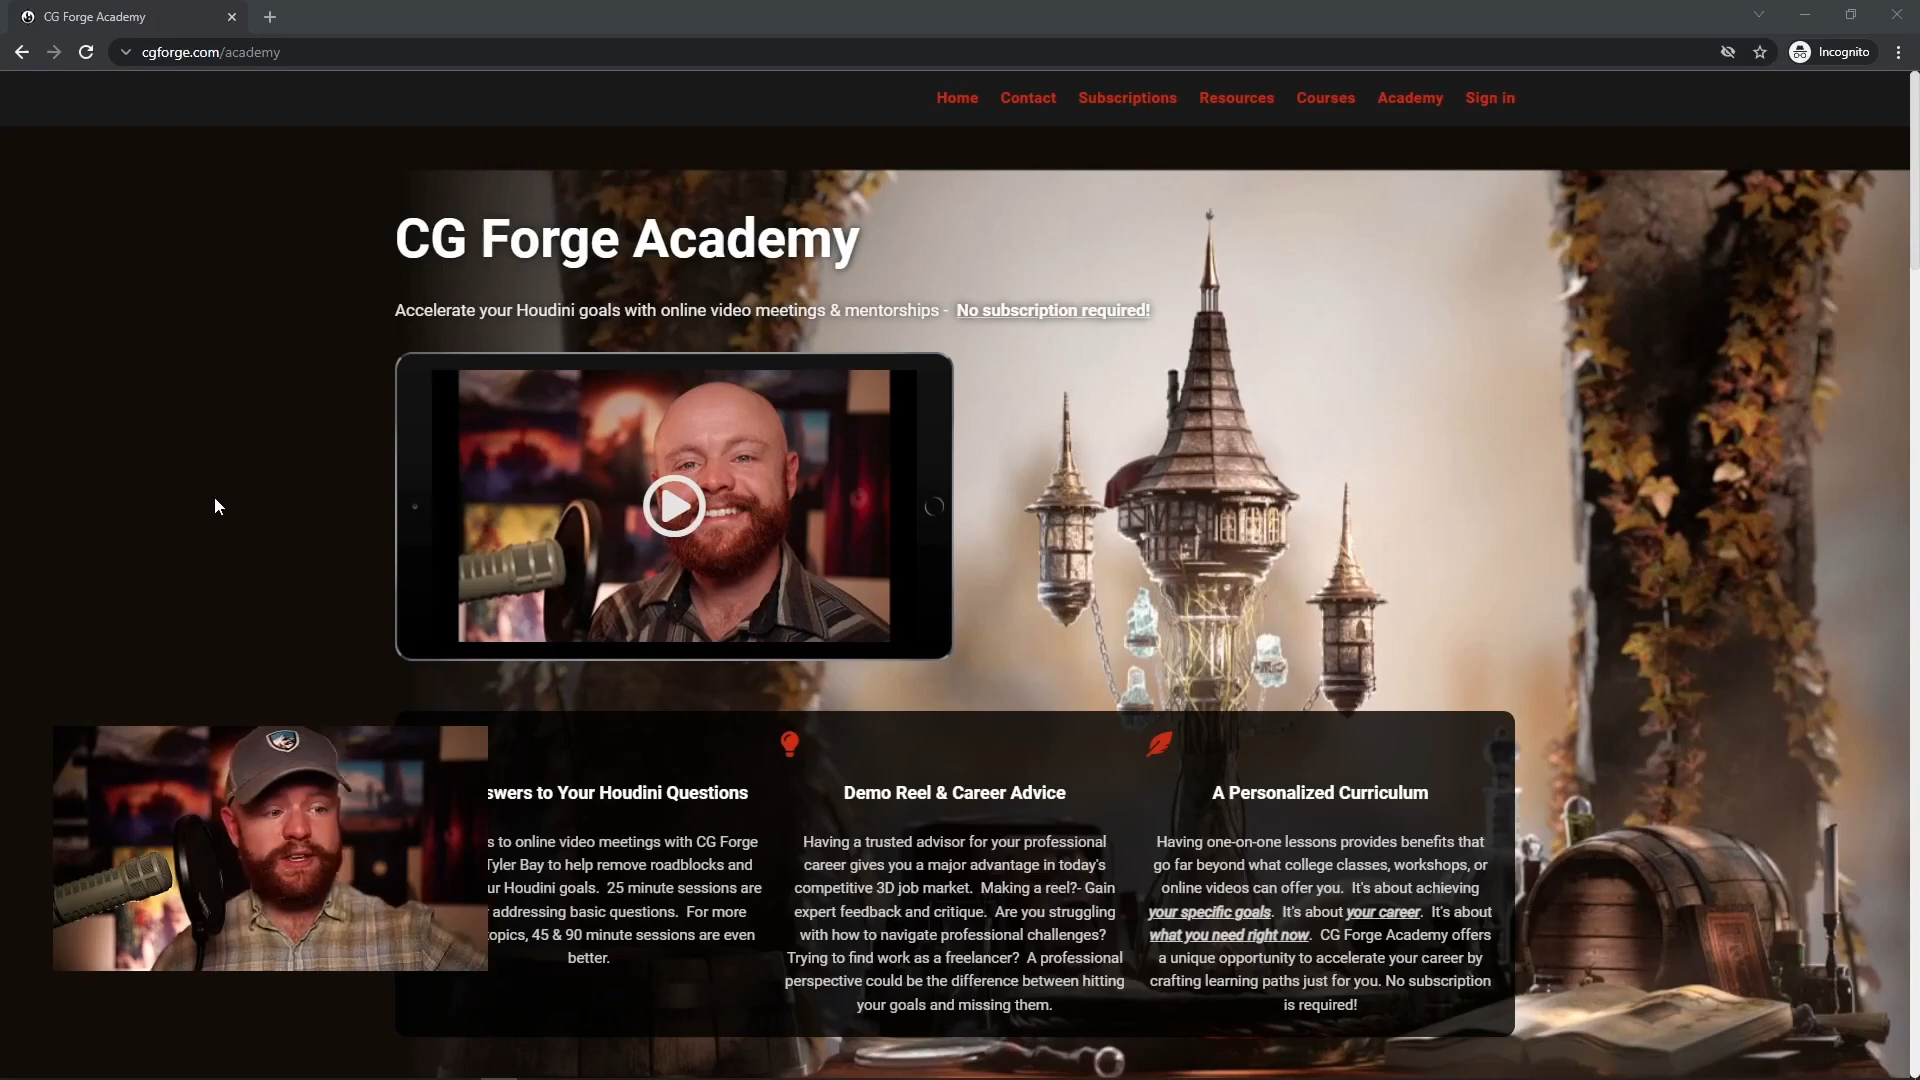 CG Forge Academy
cgforge.com/academy
Incognito
Home Contact Subscriptions Resources Courses Academy Sign in
CG Forge Academy
Accelerate your Houdini goals with online video meetings & mentorships - No subscription required!
swers to Your Houdini Questions
s to online video meetings with CG Forge
Tyler Bay to help remove roadblocks and
ur Houdini goals. 25 minute sessions are
addressing basic questions. For more
opics, 45 & 90 minute sessions are even
better.
Demo Reel & Career Advice
Having a trusted advisor for your professional
career gives you a major advantage in today's
competitive 3D job market. Making a reel?- Gain
expert feedback and critique. Are you struggling
with how to navigate professional challenges?
Trying to find work as a freelancer? A professional
perspective could be the difference between hitting
your goals and missing them.
A Personalized Curriculum
Having one-on-one lessons provides benefits that
go far beyond what college classes, workshops, or
online videos can offer you. It's about achieving
your specific goals. It's about your career. It's about
what you need right now. CG Forge Academy offers
a unique opportunity to accelerate your career by
crafting learning paths just for you. No subscription
is required!